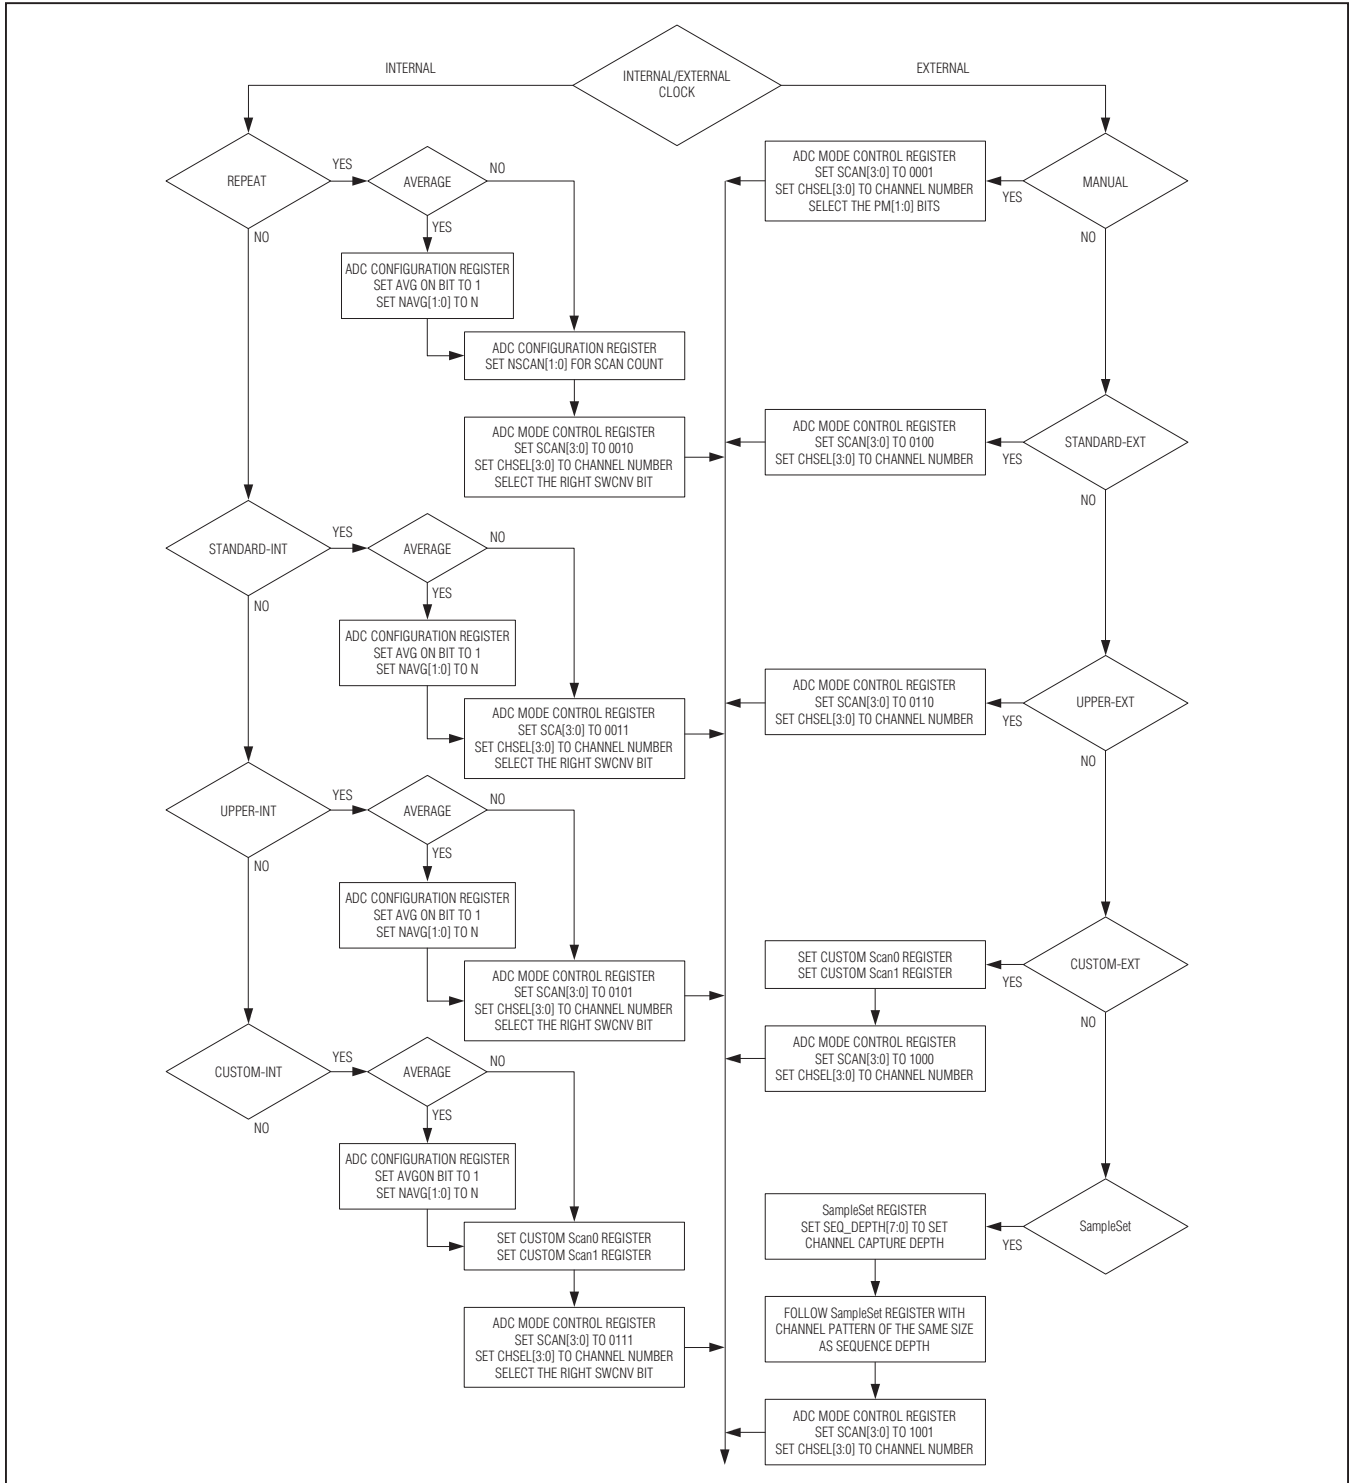 INTERNAL
INTERNAL/EXTERNAL
CLOCK
EXTERNAL
REPEAT
YES
NO
AVERAGE
NO
YES
ADC CONFIGURATION REGISTER
SET AVG ON BIT TO 1
SET NAVG[1:0] TO N
ADC CONFIGURATION REGISTER
SET NSCAN[1:0] FOR SCAN COUNT
ADC MODE CONTROL REGISTER
SET SCAN[3:0] TO 0010
SET CHSEL[3:0] TO CHANNEL NUMBER
SELECT THE RIGHT SWCNV BIT
STANDARD-INT
YES
NO
AVERAGE
NO
YES
ADC CONFIGURATION REGISTER
SET AVG ON BIT TO 1
SET NAVG[1:0] TO N
ADC MODE CONTROL REGISTER
SET SCA[3:0] TO 0011
SET CHSEL[3:0] TO CHANNEL NUMBER
SELECT THE RIGHT SWCNV BIT
UPPER-INT
YES
NO
AVERAGE
NO
YES
ADC CONFIGURATION REGISTER
SET AVG ON BIT TO 1
SET NAVG[1:0] TO N
ADC MODE CONTROL REGISTER
SET SCAN[3:0] TO 0101
SET CHSEL[3:0] TO CHANNEL NUMBER
SELECT THE RIGHT SWCNV BIT
CUSTOM-INT
YES
NO
AVERAGE
NO
YES
ADC CONFIGURATION REGISTER
SET AVGON BIT TO 1
SET NAVG[1:0] TO N
SET CUSTOM Scan0 REGISTER
SET CUSTOM Scan1 REGISTER
ADC MODE CONTROL REGISTER
SET SCAN[3:0] TO 0111
SET CHSEL[3:0] TO CHANNEL NUMBER
SELECT THE RIGHT SWCNV BIT
MANUAL
YES
NO
ADC MODE CONTROL REGISTER
SET SCAN[3:0] TO 0001
SET CHSEL[3:0] TO CHANNEL NUMBER
SELECT THE PM[1:0] BITS
STANDARD-EXT
YES
NO
ADC MODE CONTROL REGISTER
SET SCAN[3:0] TO 0100
SET CHSEL[3:0] TO CHANNEL NUMBER
UPPER-EXT
YES
NO
ADC MODE CONTROL REGISTER
SET SCAN[3:0] TO 0110
SET CHSEL[3:0] TO CHANNEL NUMBER
CUSTOM-EXT
YES
NO
SET CUSTOM Scan0 REGISTER
SET CUSTOM Scan1 REGISTER
ADC MODE CONTROL REGISTER
SET SCAN[3:0] TO 1000
SET CHSEL[3:0] TO CHANNEL NUMBER
SampleSet
YES
SampleSet REGISTER
SET SEQ_DEPTH[7:0] TO SET
CHANNEL CAPTURE DEPTH
FOLLOW SampleSet REGISTER WITH
CHANNEL PATTERN OF THE SAME SIZE
AS SEQUENCE DEPTH
ADC MODE CONTROL REGISTER
SET SCAN[3:0] TO 1001
SET CHSEL[3:0] TO CHANNEL NUMBER